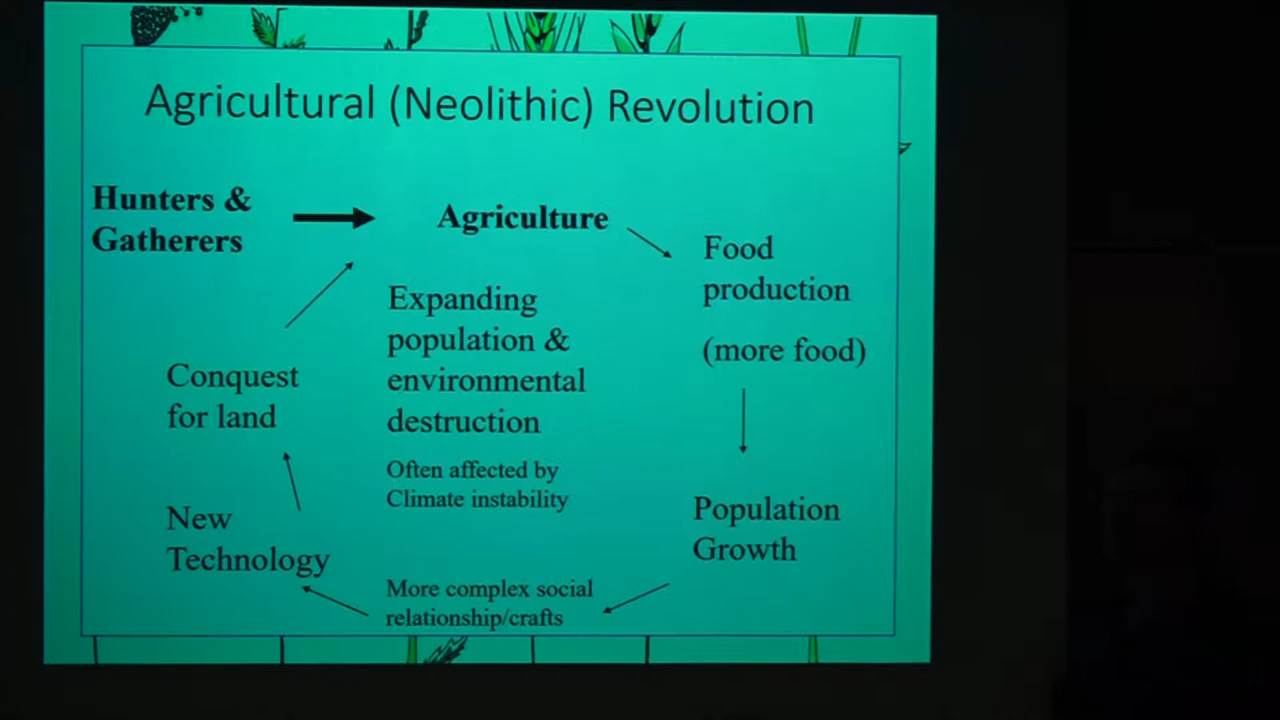 Agricultural (Neolithic) Revolution
Hunters &
Gatherers
Agriculture
Food
production
(more food)
Population
Growth
More complex social
relationship/crafts
New
Technology
Conquest
for land
Expanding
population &
environmental
destruction
Often affected by
Climate instability